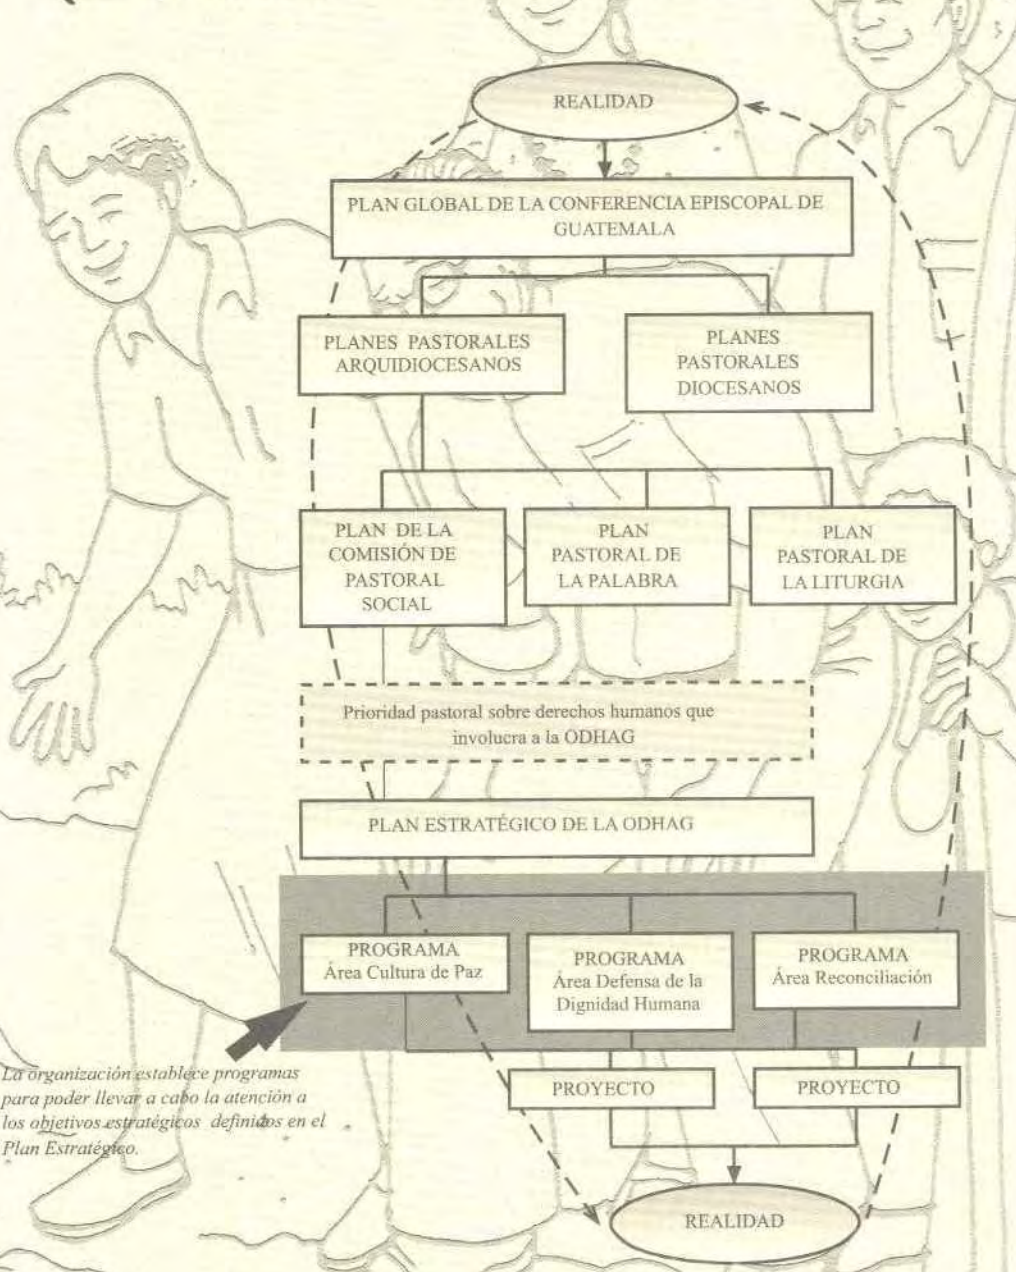 REALIDAD
PLAN GLOBAL DE LA CONFERENCIA EPISCOPAL DE
GUATEMALA
PLANES PASTORALES
ARQUIDIOCESANOS
PLANES
PASTORALES
DIOCESANOS
PLAN DE LA
COMISIÓN DE
PASTORAL
SOCIAL
PLAN
PASTORAL DE
LA PALABRA
PLAN
PASTORAL DE
LA LITURGIA
Prioridad pastoral sobre derechos humanos que
involucra a la ODHAG
PLAN ESTRATÉGICO DE LA ODHAG
PROGRAMA
Área Cultura de Paz
PROGRAMA
Área Defensa de la
Dignidad Humana
PROGRAMA
Área Reconciliación
La organización establece programas
para poder llevar a cabo la atención a
los objetivos estratégicos definidos en el
Plan Estratégico.
PROYECTO
PROYECTO
REALIDAD